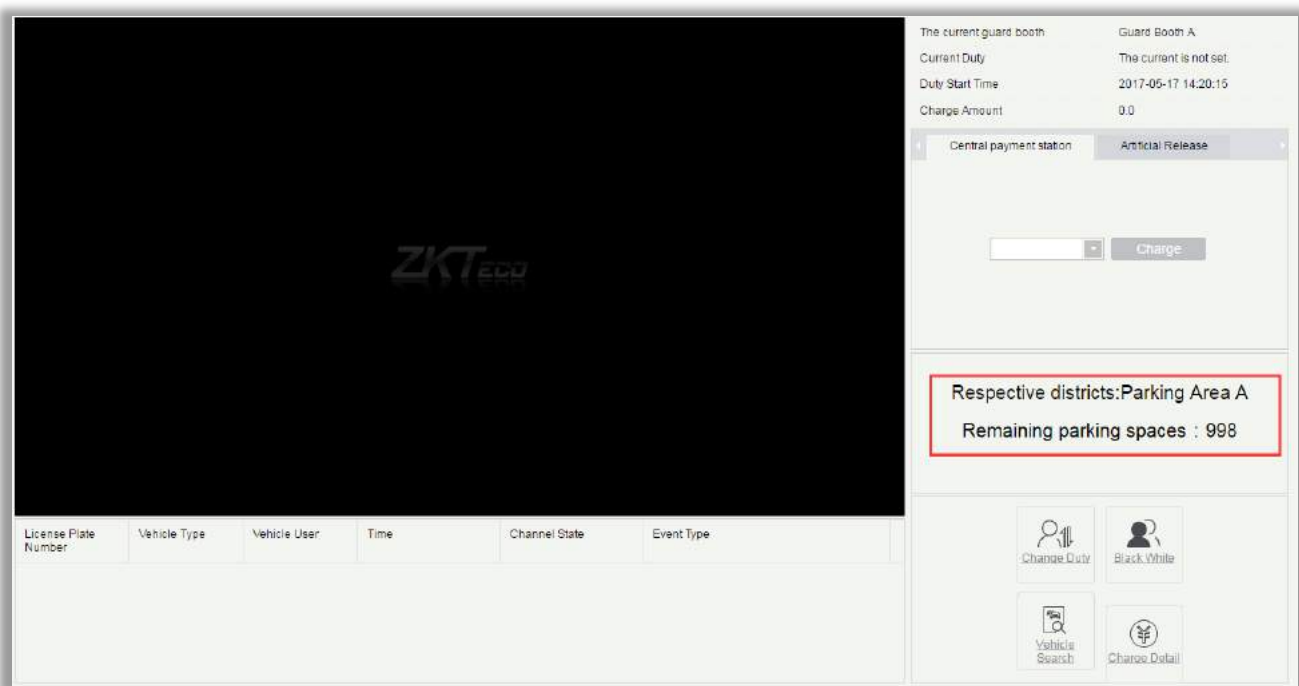 The current guard booth Guard Booth A
Current Duty The current is not set.
Duty Start Time 2017-05-17 14:20:15
Charge Amount 0.0
Central payment station Artificial Release
Charge
ZKTECO
Respective districts:Parking Area A
Remaining parking spaces : 998
License Plate Number Vehicle Type Vehicle User Time Channel State Event Type
Change Duty Black White
Vehicle Search Charge Detail